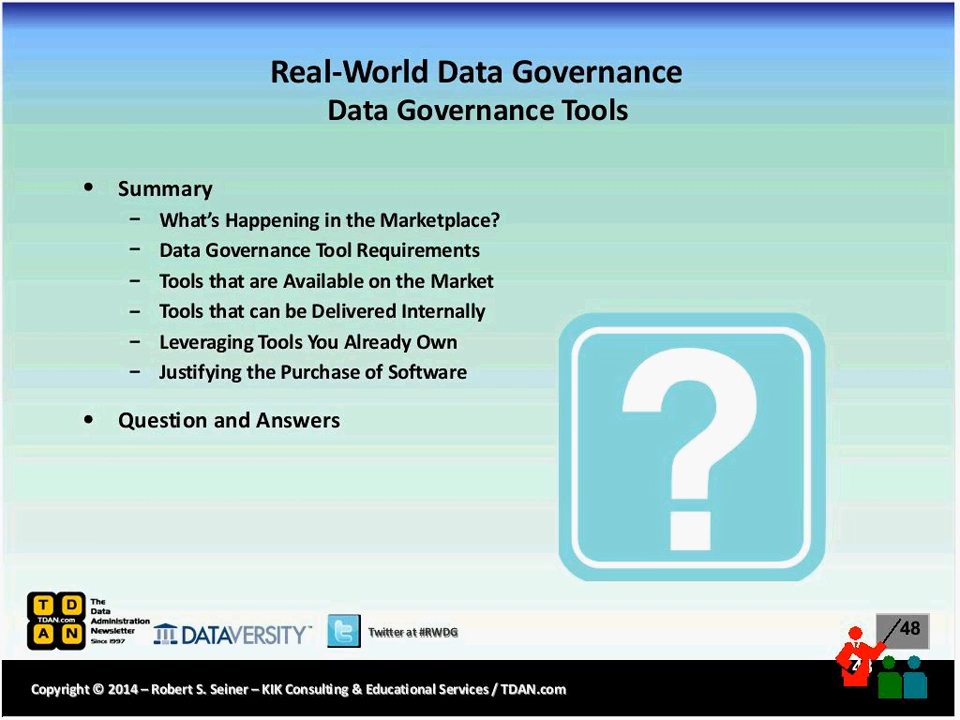 Real-World Data Governance
Data Governance Tools
• Summary
− What’s Happening in the Marketplace?
− Data Governance Tool Requirements
− Tools that are Available on the Market
− Tools that can be Delivered Internally
− Leveraging Tools You Already Own
− Justifying the Purchase of Software
• Question and Answers
?
T D
TDAN.com
A N
The
Data
Administration
Newsletter
Since 1997
DATAVERSITY™
Twitter at #RWDG
48
Copyright © 2014 – Robert S. Seiner – KIK Consulting & Educational Services / TDAN.com